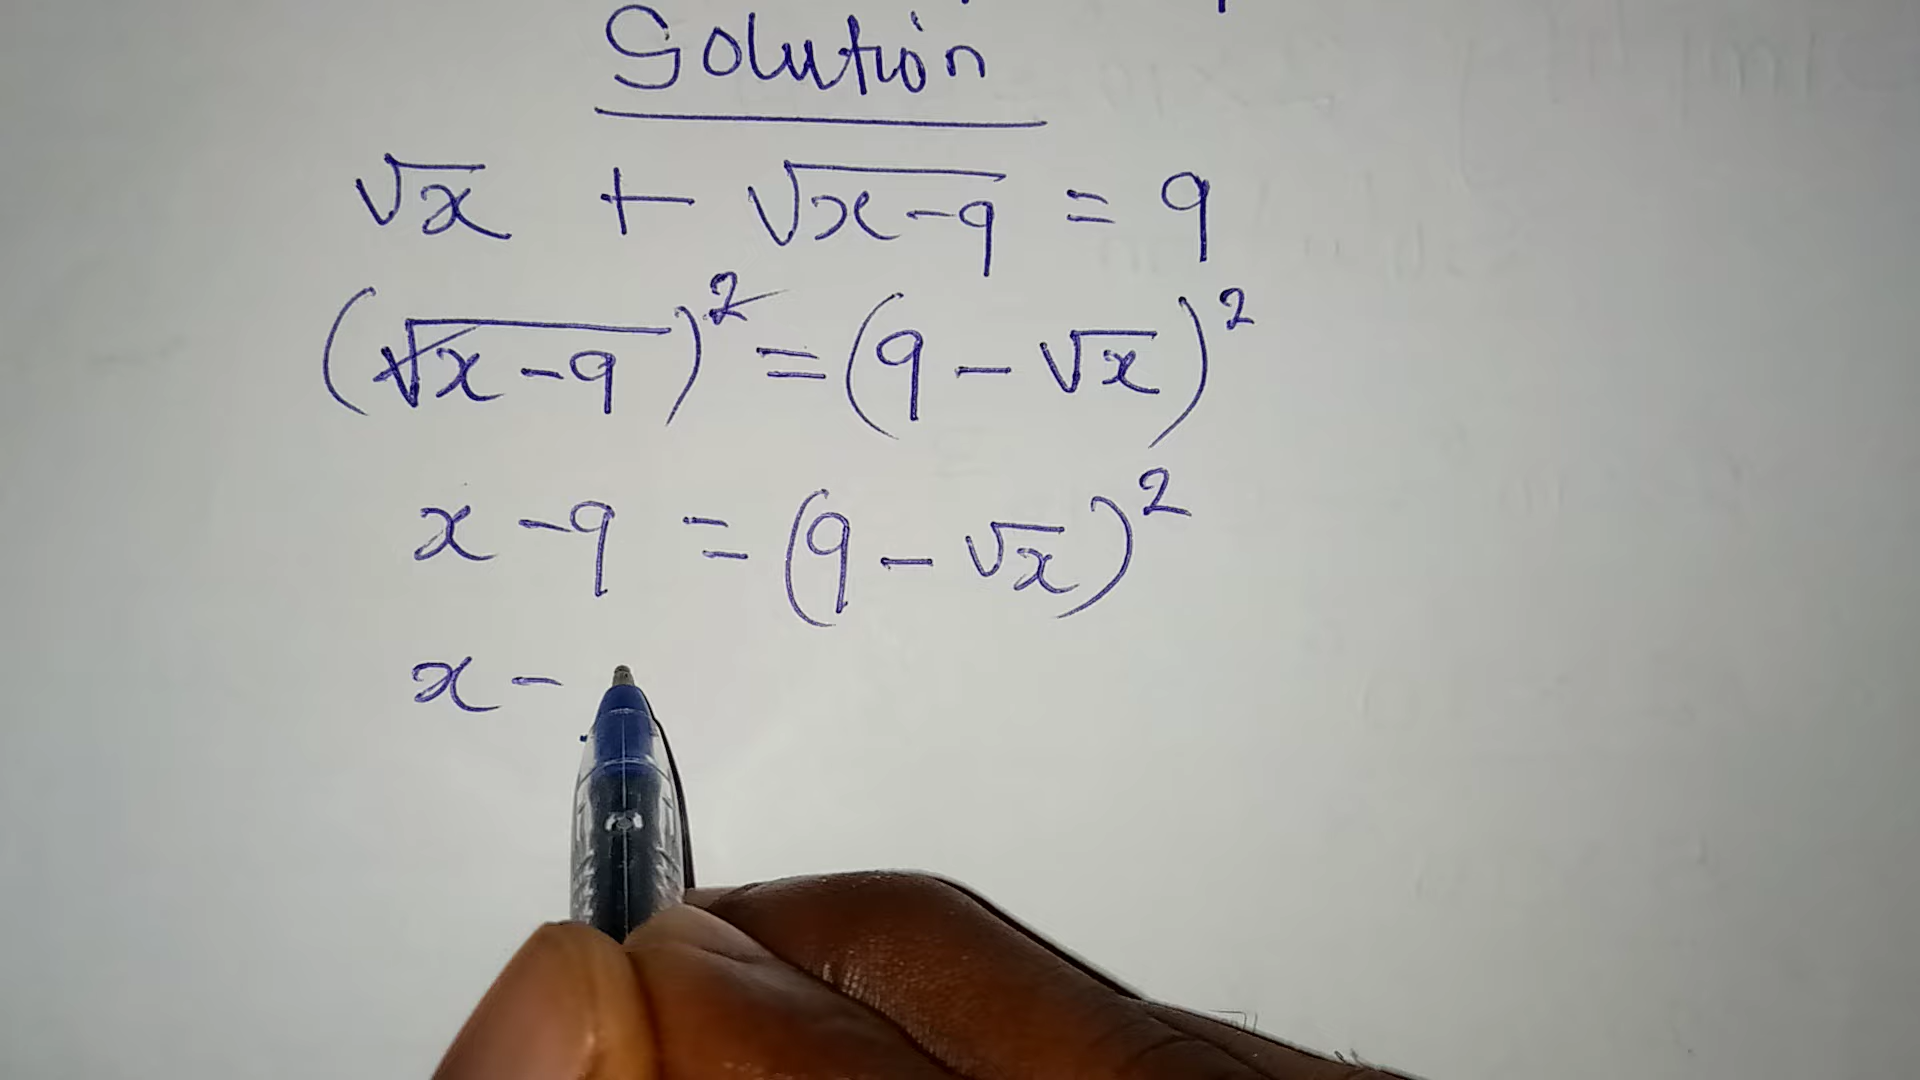 Solution
√x + √x-9 = 9
(√x-9)² = (9 - √x)²
x - 9 = (9 - √x)²
x -